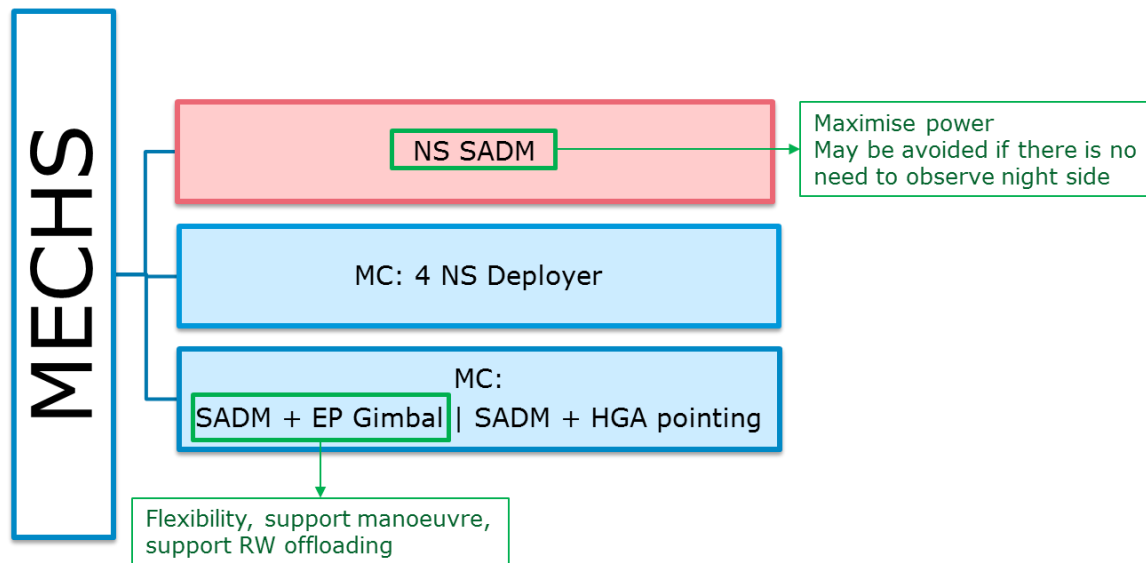 MECHS
NS SADM
Maximise power
May be avoided if there is no
need to observe night side
MC: 4 NS Deployer
MC:
SADM + EP Gimbal | SADM + HGA pointing
Flexibility, support manoeuvre,
support RW offloading